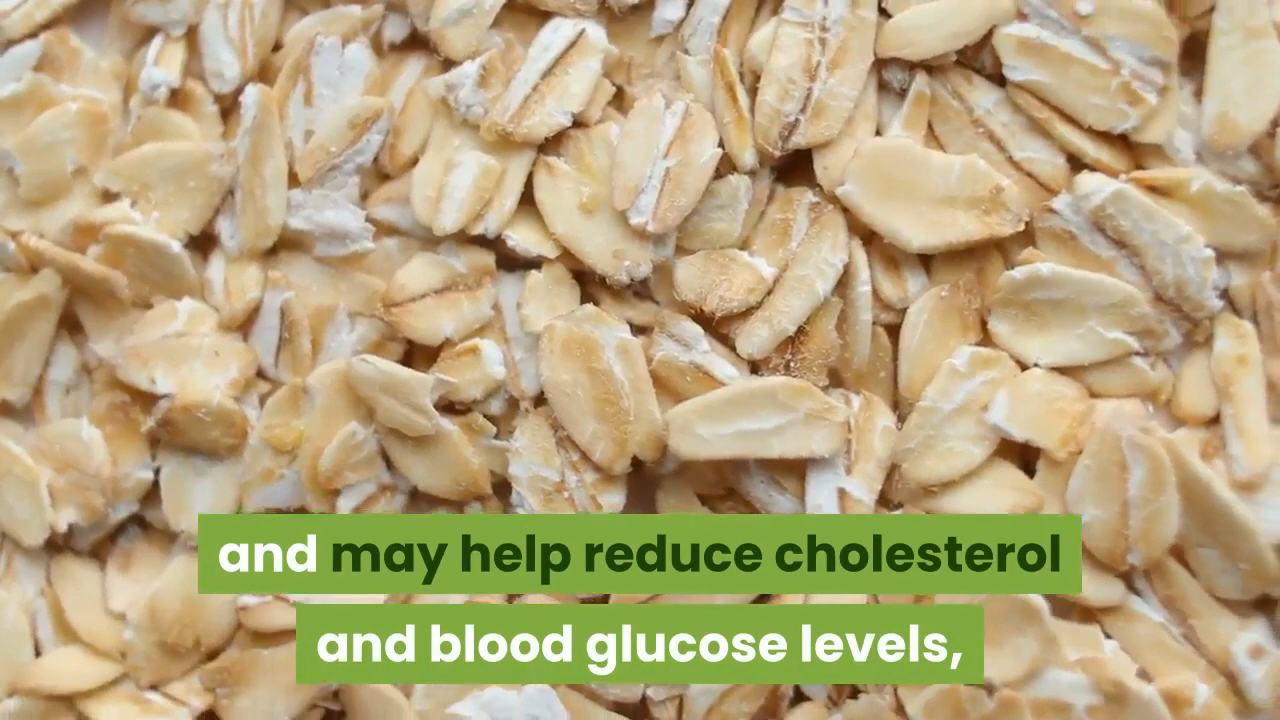 and may help reduce cholesterol
and blood glucose levels,